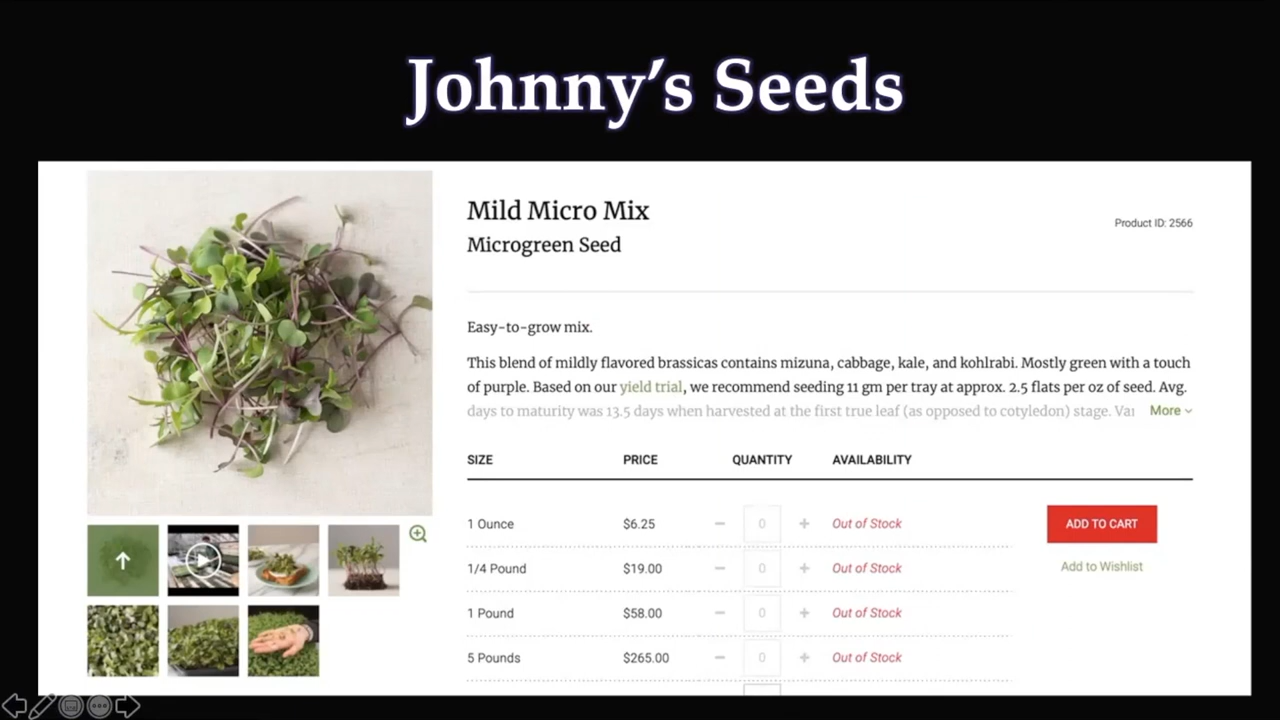 Johnny’s Seeds
Mild Micro Mix
Product ID: 2566
Microgreen Seed
Easy-to-grow mix.
This blend of mildly flavored brassicas contains mizuna, cabbage, kale, and kohlrabi. Mostly green with a touch
of purple. Based on our yield trial, we recommend seeding 11 gm per tray at approx. 2.5 flats per oz of seed. Avg.
days to maturity was 13.5 days when harvested at the first true leaf (as opposed to cotyledon) stage. More
SIZE PRICE QUANTITY AVAILABILITY
1 Ounce $6.25 − 0 + Out of Stock ADD TO CART
1/4 Pound $19.00 − 0 + Out of Stock Add to Wishlist
1 Pound $58.00 − 0 + Out of Stock
5 Pounds $265.00 − 0 + Out of Stock